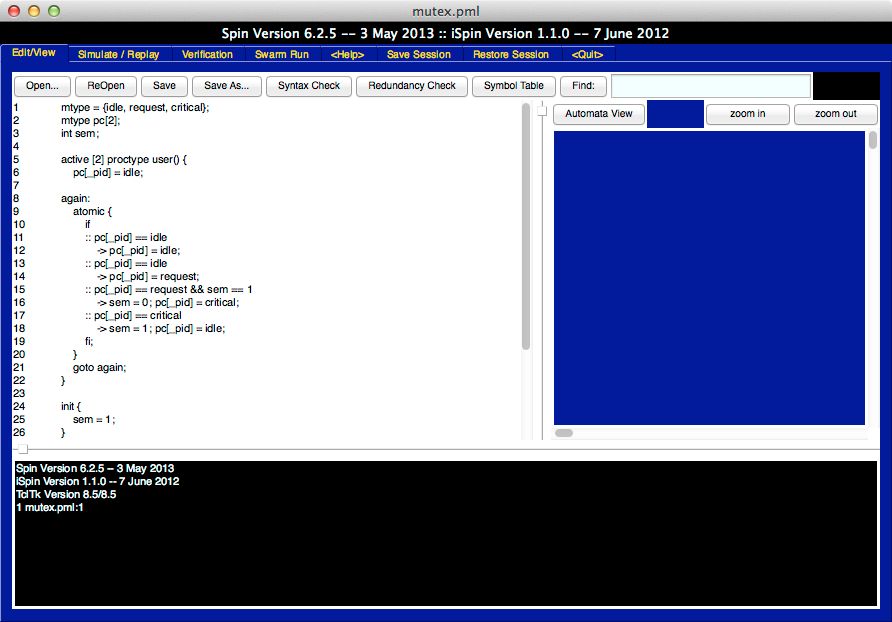 mutex.pml
Spin Version 6.2.5 -- 3 May 2013 :: iSpin Version 1.1.0 -- 7 June 2012
Edit/View Simulate / Replay Verification Swarm Run <Help> Save Session Restore Session <Quit>
Open... ReOpen Save Save As... Syntax Check Redundancy Check Symbol Table Find:
Automata View zoom in zoom out
1 mtype = {idle, request, critical};
2 mtype pc[2];
3 int sem;
4
5 active [2] proctype user() {
6 pc[_pid] = idle;
7
8 again:
9 atomic {
10 if
11 :: pc[_pid] == idle
12 -> pc[_pid] = idle;
13 :: pc[_pid] == idle
14 -> pc[_pid] = request;
15 :: pc[_pid] == request && sem == 1
16 -> sem = 0; pc[_pid] = critical;
17 :: pc[_pid] == critical
18 -> sem = 1; pc[_pid] = idle;
19 fi;
20 }
21 goto again;
22 }
23
24 init {
25 sem = 1;
26 }
Spin Version 6.2.5 -- 3 May 2013
iSpin Version 1.1.0 -- 7 June 2012
TclTk Version 8.5/8.5
1 mutex.pml:1